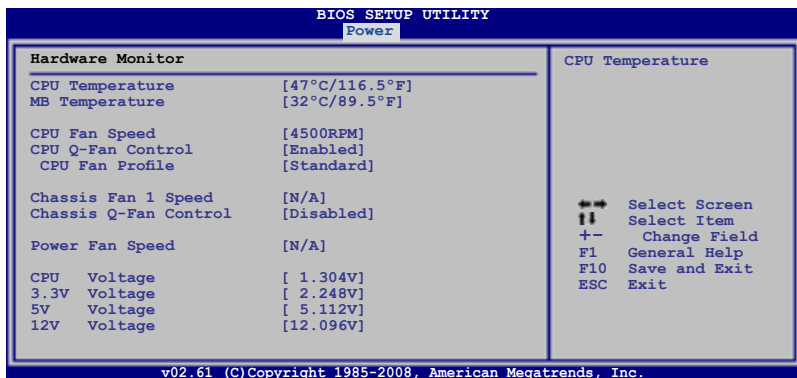 BIOS SETUP UTILITY
Power
Hardware Monitor
CPU Temperature [47°C/116.5°F]
MB Temperature [32°C/89.5°F]
CPU Fan Speed [4500RPM]
CPU Q-Fan Control [Enabled]
CPU Fan Profile [Standard]
Chassis Fan 1 Speed [N/A]
Chassis Q-Fan Control [Disabled]
Power Fan Speed [N/A]
CPU Voltage [ 1.304V]
3.3V Voltage [ 2.248V]
5V Voltage [ 5.112V]
12V Voltage [12.096V]
CPU Temperature
←→ Select Screen
↑↓ Select Item
+- Change Field
F1 General Help
F10 Save and Exit
ESC Exit
v02.61 (C)Copyright 1985-2008, American Megatrends, Inc.